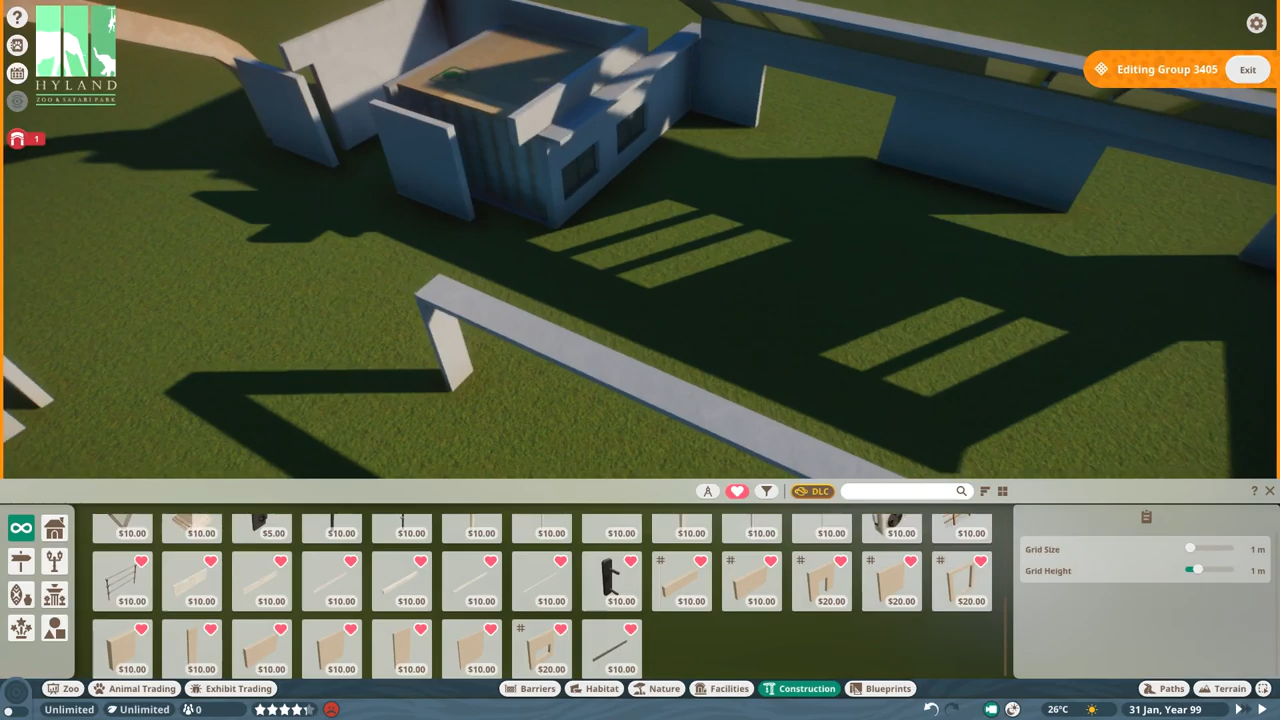 HYLAND
ZOO & SAFARI PARK
1
Editing Group 3405
Exit
DLC
$10.00 $10.00 $5.00 $10.00 $10.00 $10.00 $10.00 $10.00 $10.00 $10.00 $10.00 $10.00 $10.00
$10.00 $10.00 $10.00 $10.00 $10.00 $10.00 $10.00 $10.00 $10.00 $10.00 $20.00 $10.00 $20.00
$10.00 $10.00 $10.00 $10.00 $10.00 $10.00 $20.00 $10.00
Grid Size 1 m
Grid Height 1 m
Zoo Animal Trading Exhibit Trading Barriers Habitat Nature Facilities Construction Blueprints Paths Terrain
Unlimited Unlimited 0 26°C 31 Jan, Year 99